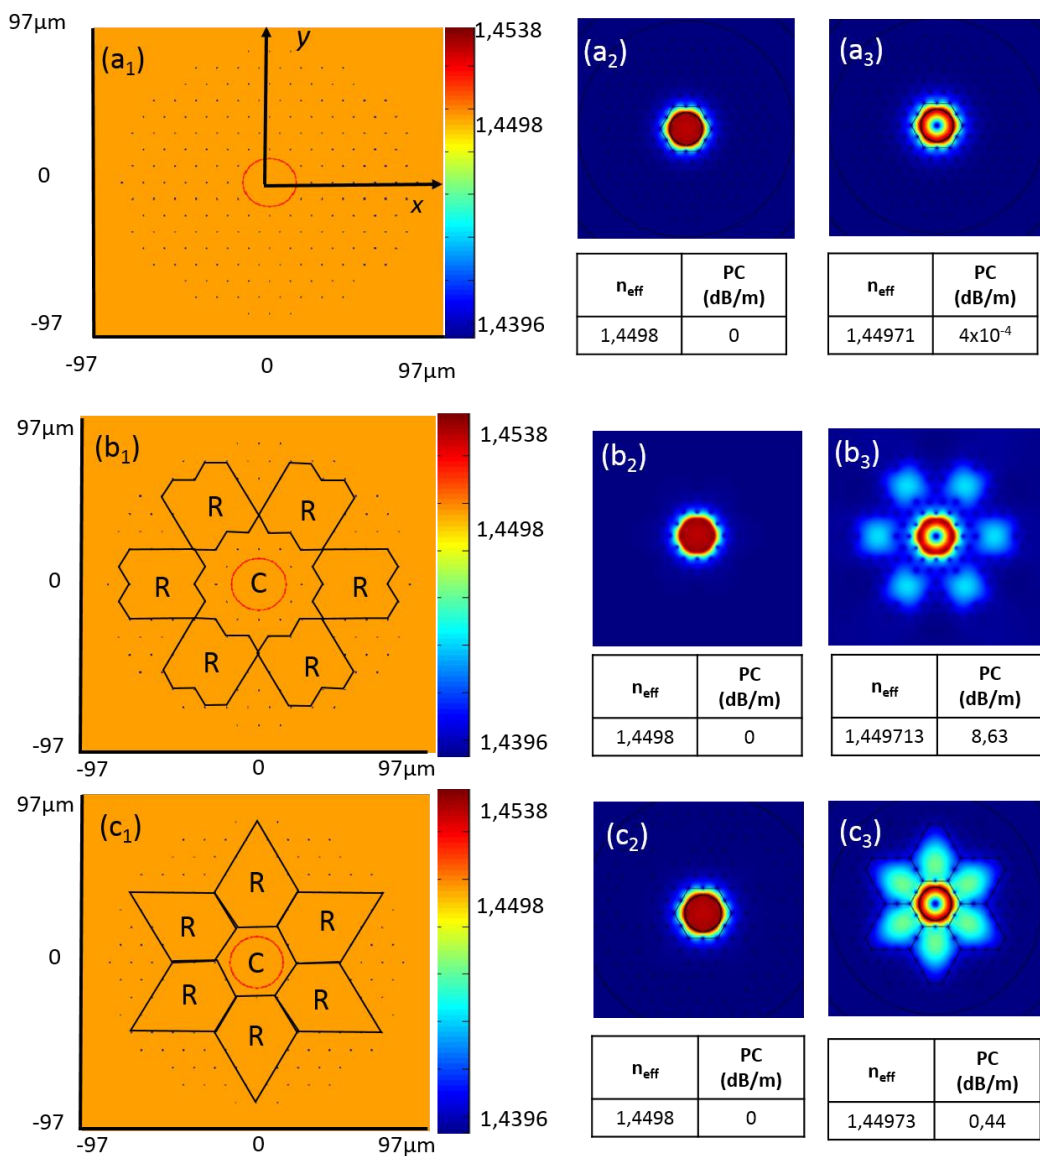 97µm
(a₁)
y
1,4538
1,4498
0
x
-97
1,4396
-97
0
97µm
(a₂)
(a₃)
nₑff PC (dB/m)
1,4498 0
nₑff PC (dB/m)
1,44971 4x10⁻⁴
97µm
(b₁)
1,4538
R R
1,4498
0
R C R
R R
-97
1,4396
-97
0
97µm
(b₂)
(b₃)
nₑff PC (dB/m)
1,4498 0
nₑff PC (dB/m)
1,449713 8,63
97µm
(c₁)
1,4538
R
R R
1,4498
0
C
R R
R
-97
1,4396
-97
0
97µm
(c₂)
(c₃)
nₑff PC (dB/m)
1,4498 0
nₑff PC (dB/m)
1,44973 0,44